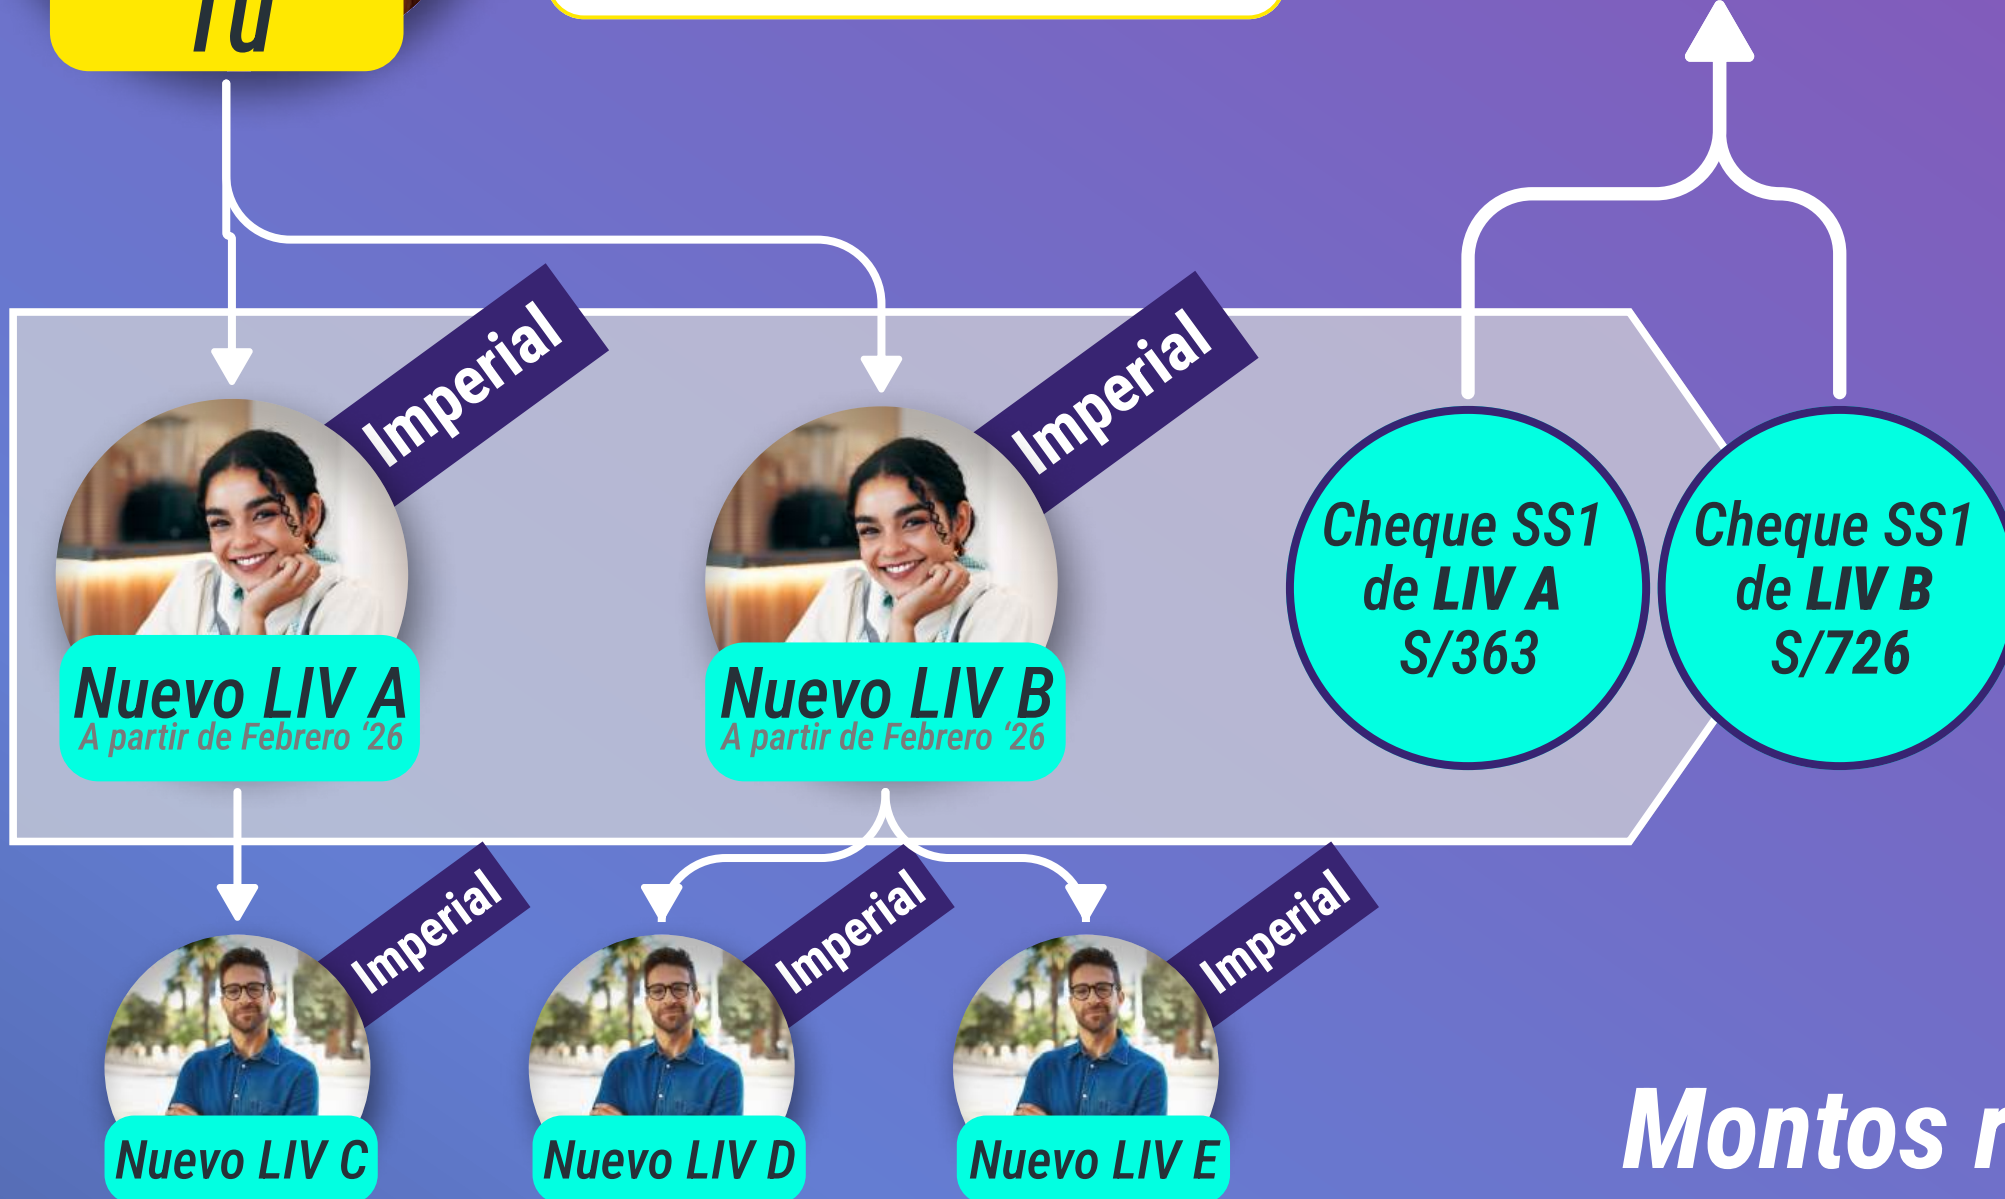 Tú
Imperial
Imperial
Cheque SS1
de LIV A
S/363
Cheque SS1
de LIV B
S/726
Nuevo LIV A
A partir de Febrero ‘26
Nuevo LIV B
A partir de Febrero ‘26
Imperial
Imperial
Imperial
Nuevo LIV C
Nuevo LIV D
Nuevo LIV E
Montos